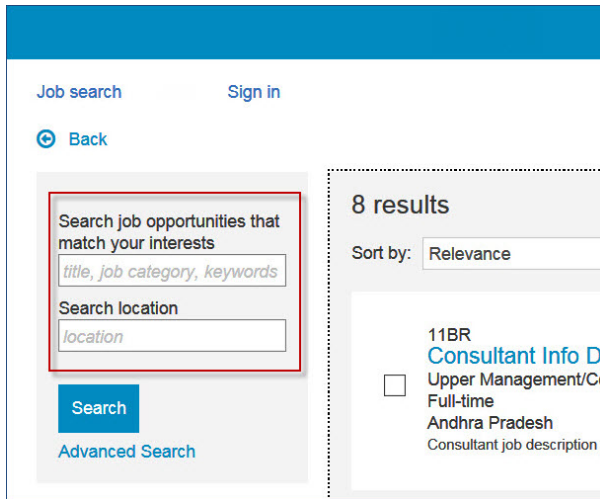 Job search
Sign in
Back
Search job opportunities that
match your interests
title, job category, keywords
Search location
location
Search
Advanced Search
8 results
Sort by:
Relevance
11BR
Consultant Info D
Upper Management/C
Full-time
Andhra Pradesh
Consultant job description